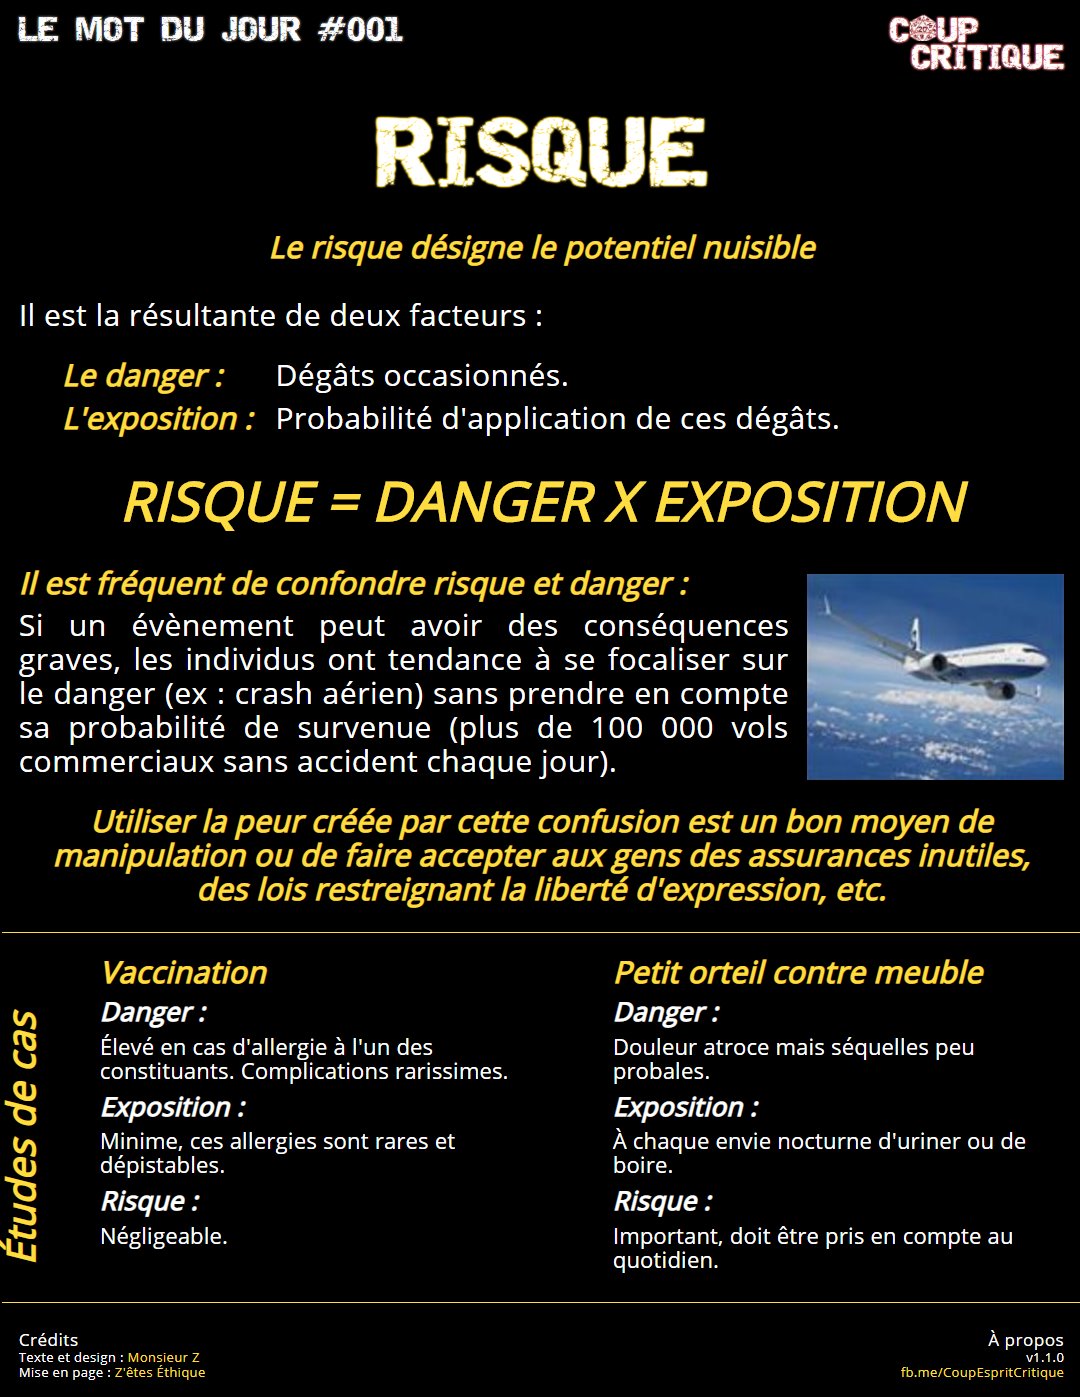 LE MOT DU JOUR #001
COUP
CRITIQUE
RISQUE
Le risque désigne le potentiel nuisible
Il est la résultante de deux facteurs :
Le danger : Dégâts occasionnés.
L'exposition : Probabilité d'application de ces dégâts.
RISQUE = DANGER X EXPOSITION
Il est fréquent de confondre risque et danger :
Si un évènement peut avoir des conséquences
graves, les individus ont tendance à se focaliser sur
le danger (ex : crash aérien) sans prendre en compte
sa probabilité de survenue (plus de 100 000 vols
commerciaux sans accident chaque jour).
Utiliser la peur créée par cette confusion est un bon moyen de
manipulation ou de faire accepter aux gens des assurances inutiles,
des lois restreignant la liberté d'expression, etc.
Études de cas
Vaccination
Danger :
Élevé en cas d'allergie à l'un des
constituants. Complications rarissimes.
Exposition :
Minime, ces allergies sont rares et
dépistables.
Risque :
Négligeable.
Petit orteil contre meuble
Danger :
Douleur atroce mais séquelles peu
probales.
Exposition :
À chaque envie nocturne d'uriner ou de
boire.
Risque :
Important, doit être pris en compte au
quotidien.
Crédits
Texte et design : Monsieur Z
Mise en page : Z'êtes Éthique
À propos
v1.1.0
fb.me/CoupEspritCritique